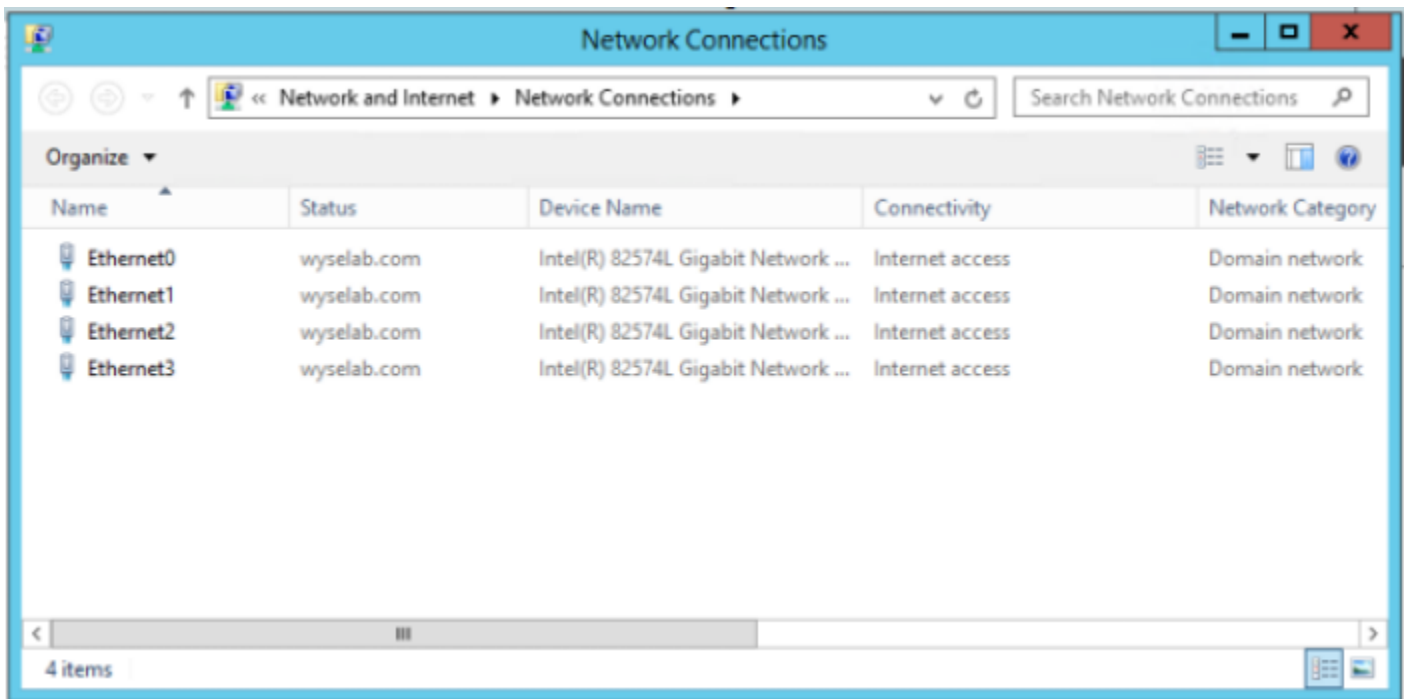 Network Connections
« Network and Internet Network Connections Search Network Connections
Organize
Name Status Device Name Connectivity Network Category
Ethernet0 wyselab.com Intel(R) 82574L Gigabit Network ... Internet access Domain network
Ethernet1 wyselab.com Intel(R) 82574L Gigabit Network ... Internet access Domain network
Ethernet2 wyselab.com Intel(R) 82574L Gigabit Network ... Internet access Domain network
Ethernet3 wyselab.com Intel(R) 82574L Gigabit Network ... Internet access Domain network
4 items